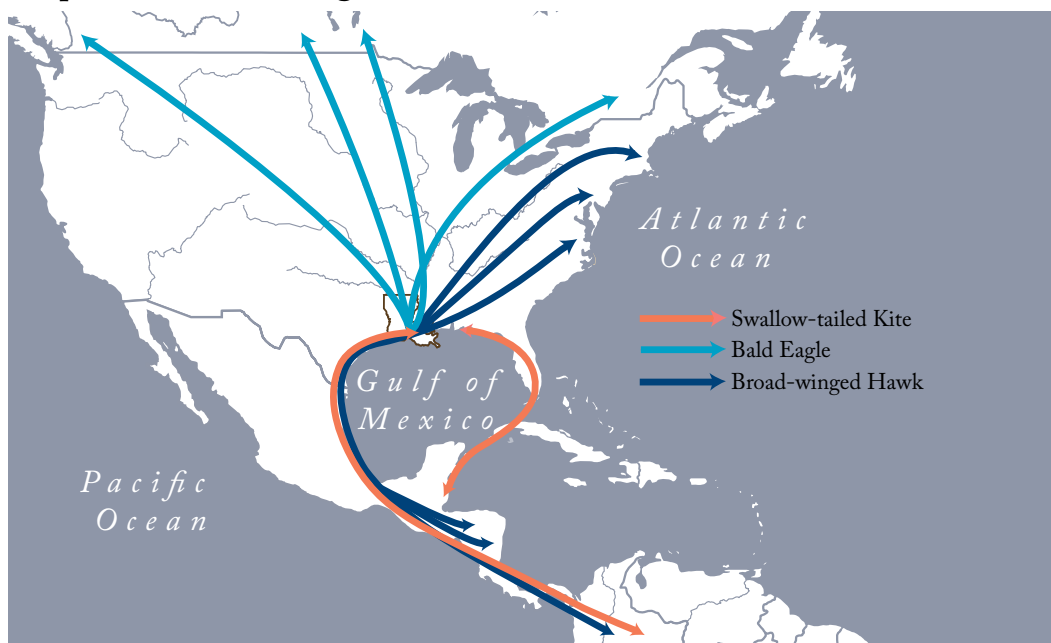 Atlantic
Ocean
Swallow-tailed Kite
Bald Eagle
Broad-winged Hawk
Gulf of
Mexico
Pacific
Ocean